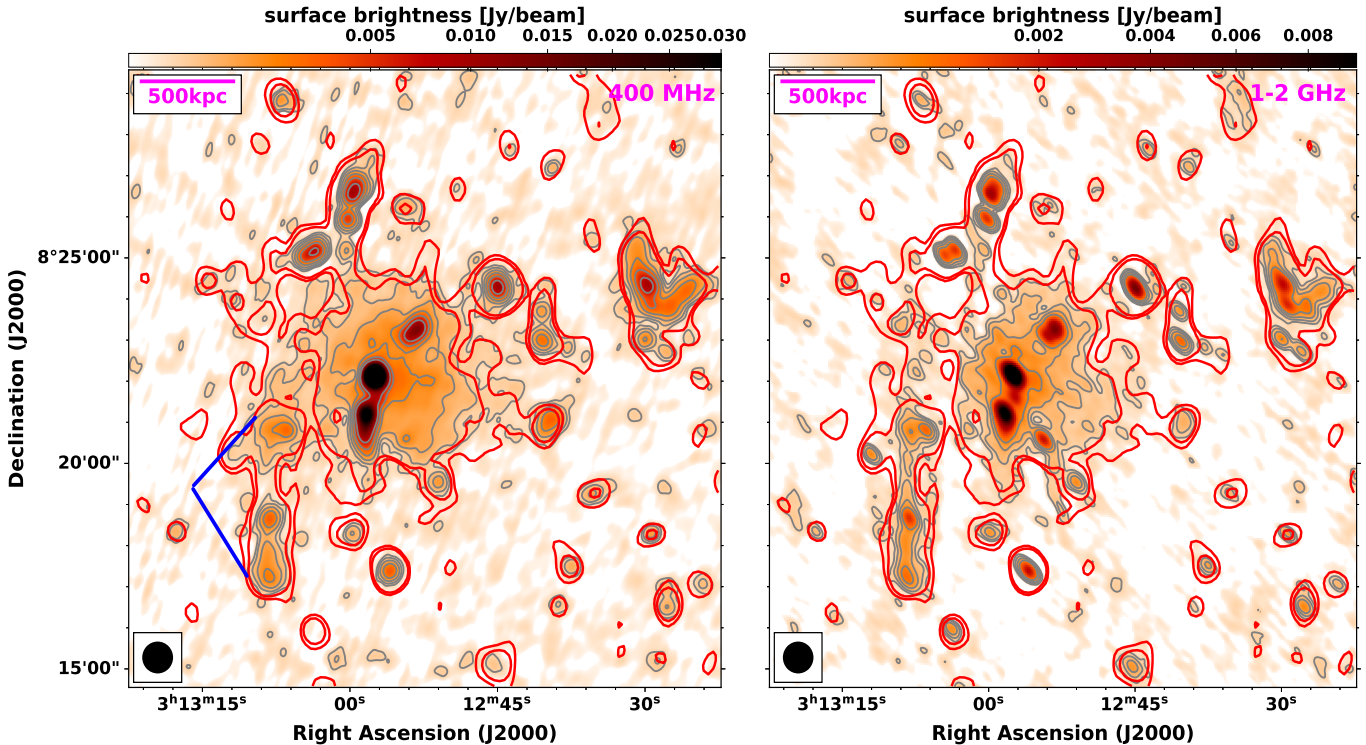 surface brightness [Jy/beam] surface brightness [Jy/beam]
0.005 0.010 0.015 0.020 0.025 0.030 0.002 0.004 0.006 0.008
500kpc 400 MHz 500kpc 1-2 GHz
8°25'00"
20'00"
15'00"
Declination (J2000)
3ʰ13ᵐ15ˢ 00ˢ 12ᵐ45ˢ 30ˢ 3ʰ13ᵐ15ˢ 00ˢ 12ᵐ45ˢ 30ˢ
Right Ascension (J2000) Right Ascension (J2000)